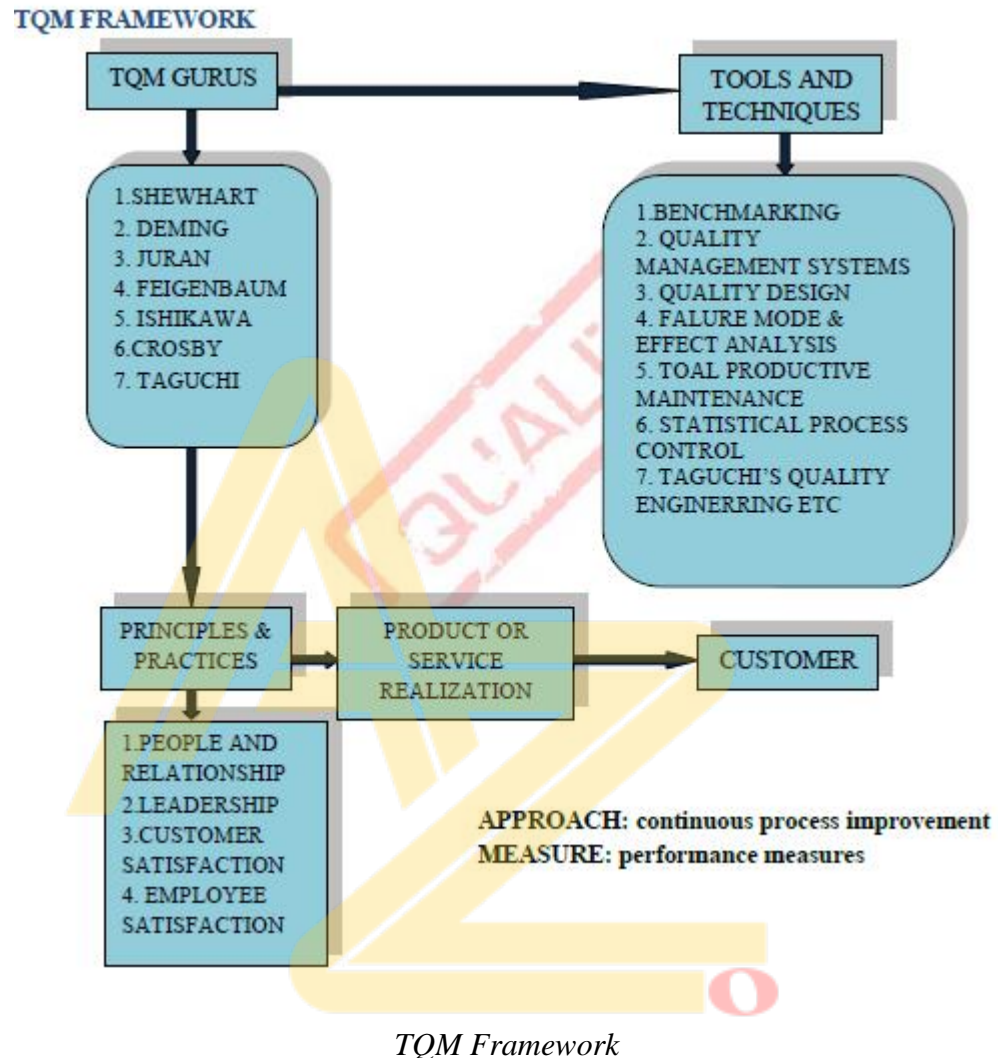 TQM FRAMEWORK
TQM GURUS
TOOLS AND
TECHNIQUES
1.SHEWHART
2. DEMING
3. JURAN
4. FEIGENBAUM
5. ISHIKAWA
6.CROSBY
7. TAGUCHI
1.BENCHMARKING
2. QUALITY
MANAGEMENT SYSTEMS
3. QUALITY DESIGN
4. FALURE MODE &
EFFECT ANALYSIS
5. TOAL PRODUCTIVE
MAINTENANCE
6. STATISTICAL PROCESS
CONTROL
7. TAGUCHI'S QUALITY
ENGINERRING ETC
QUALI
PRINCIPLES &
PRACTICES
PRODUCT OR
SERVICE
REALIZATION
CUSTOMER
1.PEOPLE AND
RELATIONSHIP
2.LEADERSHIP
3.CUSTOMER
SATISFACTION
4. EMPLOYEE
SATISFACTION
APPROACH: continuous process improvement
MEASURE: performance measures
TQM Framework